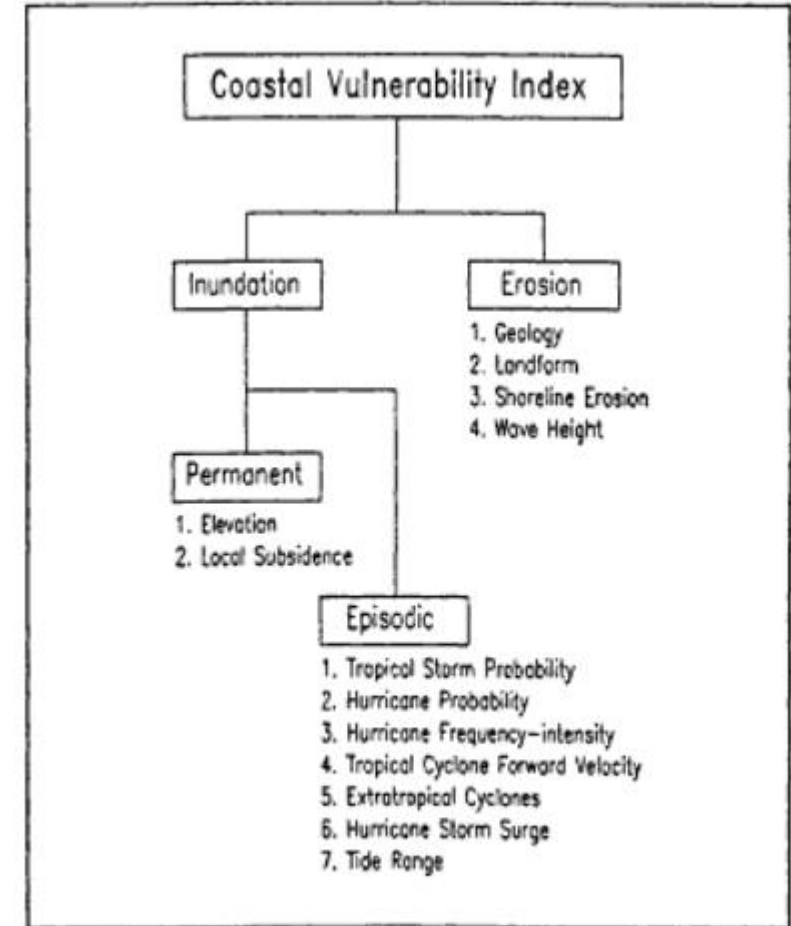 Coastal Vulnerability Index
Inundation
Erosion
1. Geology
2. Landform
3. Shoreline Erosion
4. Wave Height
Permanent
1. Elevation
2. Local Subsidence
Episodic
1. Tropical Storm Probability
2. Hurricane Probability
3. Hurricane Frequency-intensity
4. Tropical Cyclone Forward Velocity
5. Extratropical Cyclones
6. Hurricane Storm Surge
7. Tide Range